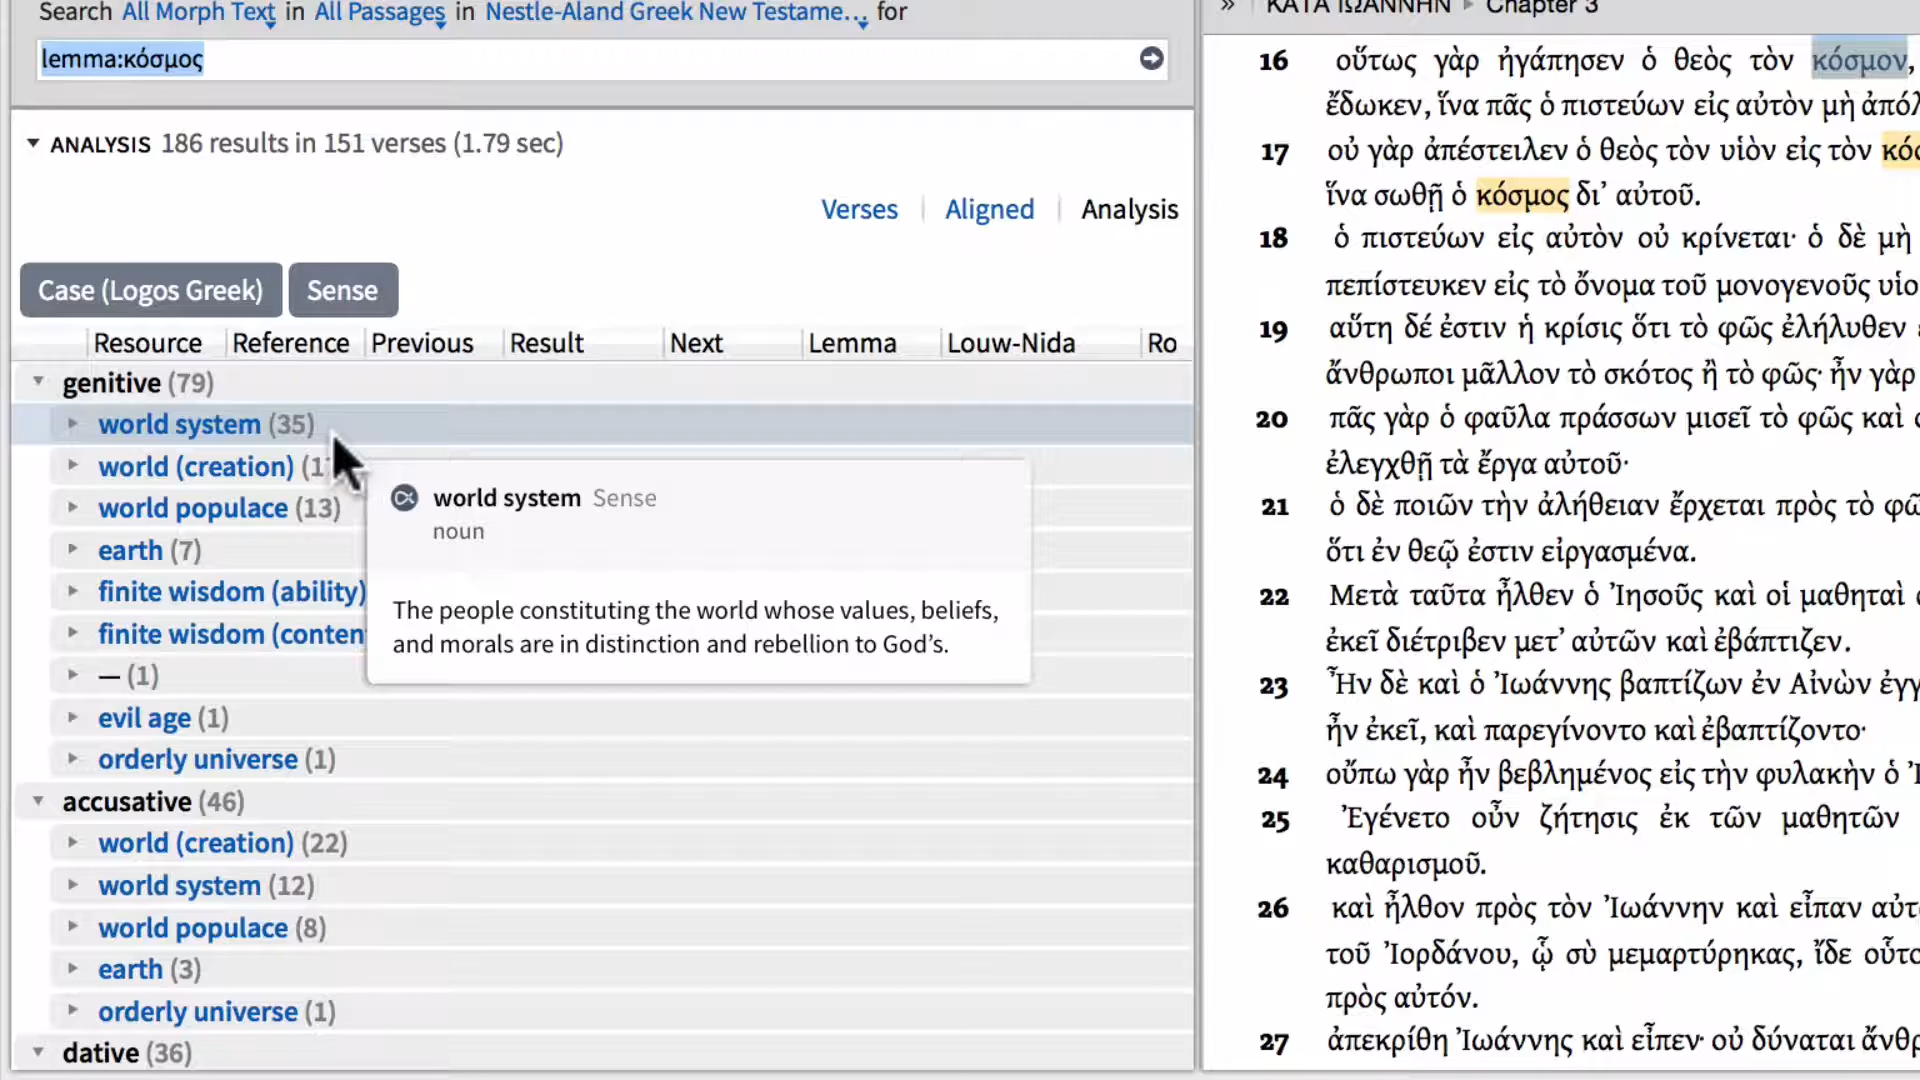 Search All Morph Text in All Passages in Nestle-Aland Greek New Testame... for
lemma:κόσμος
ANALYSIS 186 results in 151 verses (1.79 sec)
Verses Aligned Analysis
Case (Logos Greek) Sense
Resource Reference Previous Result Next Lemma Louw-Nida Ro
genitive (79)
world system (35)
world (creation)
world populace (13)
earth (7)
finite wisdom (ability)
finite wisdom
— (1)
evil age (1)
orderly universe (1)
accusative (46)
world (creation) (22)
world system (12)
world populace (8)
earth (3)
orderly universe (1)
dative (36)
world system Sense
noun
The people constituting the world whose values, beliefs,
and morals are in distinction and rebellion to God’s.
» ΚΑΤΑ ΙΩΑΝΝΗΝ Chapter 3
16 οὕτως γὰρ ἠγάπησεν ὁ θεὸς τὸν κόσμον,
ἔδωκεν, ἵνα πᾶς ὁ πιστεύων εἰς αὐτὸν μὴ
17 οὐ γὰρ ἀπέστειλεν ὁ θεὸς τὸν υἱὸν εἰς τὸν
ἵνα σωθῇ ὁ κόσμος δι’ αὐτοῦ.
18 ὁ πιστεύων εἰς αὐτὸν οὐ κρίνεται· ὁ δὲ μὴ
πεπίστευκεν εἰς τὸ ὄνομα τοῦ μονογενοῦς
19 αὕτη δέ ἐστιν ἡ κρίσις ὅτι τὸ φῶς ἐλήλυθεν
ἄνθρωποι μᾶλλον τὸ σκότος ἢ τὸ φῶς· ἦν γὰρ
20 πᾶς γὰρ ὁ φαῦλα πράσσων μισεῖ τὸ φῶς καὶ
ἐλεγχθῇ τὰ ἔργα αὐτοῦ·
21 ὁ δὲ ποιῶν τὴν ἀλήθειαν ἔρχεται πρὸς τὸ
ὅτι ἐν θεῷ ἐστιν εἰργασμένα.
22 Μετὰ ταῦτα ἦλθεν ὁ Ἰησοῦς καὶ οἱ μαθηταὶ
ἐκεῖ διέτριβεν μετ’ αὐτῶν καὶ ἐβάπτιζεν.
23 Ἦν δὲ καὶ ὁ Ἰωάννης βαπτίζων ἐν Αἰνὼν
ἦν ἐκεῖ, καὶ παρεγίνοντο καὶ ἐβαπτίζοντο·
24 οὔπω γὰρ ἦν βεβλημένος εἰς τὴν φυλακὴν ὁ
25 Ἐγένετο οὖν ζήτησις ἐκ τῶν μαθητῶν
καθαρισμοῦ.
26 καὶ ἦλθον πρὸς τὸν Ἰωάννην καὶ εἶπαν
τοῦ Ἰορδάνου, ᾧ σὺ μεμαρτύρηκας, ἴδε
πρὸς αὐτόν.
27 ἀπεκρίθη Ἰωάννης καὶ εἶπεν· οὐ δύναται